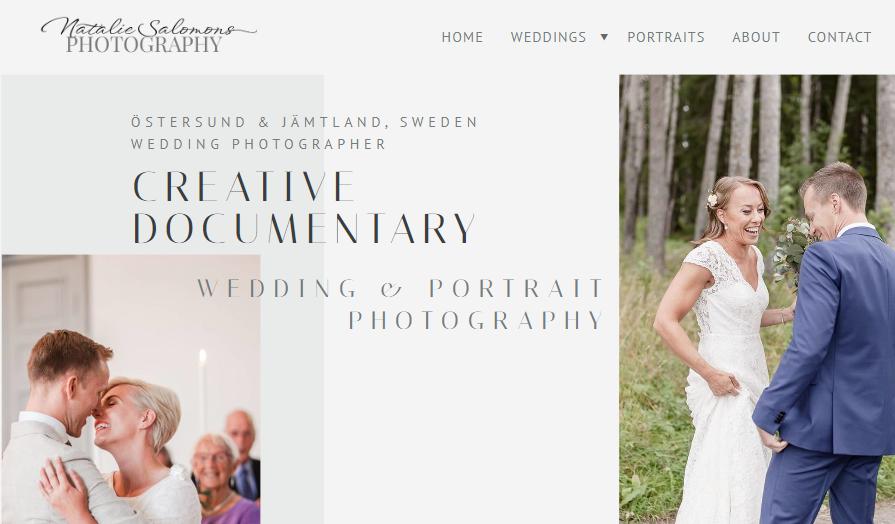 Natalie Salomons
PHOTOGRAPHY
HOME WEDDINGS ▼ PORTRAITS ABOUT CONTACT
ÖSTERSUND & JÄMTLAND, SWEDEN
WEDDING PHOTOGRAPHER
CREATIVE
DOCUMENTARY
WEDDING & PORTRAIT
PHOTOGRAPHY